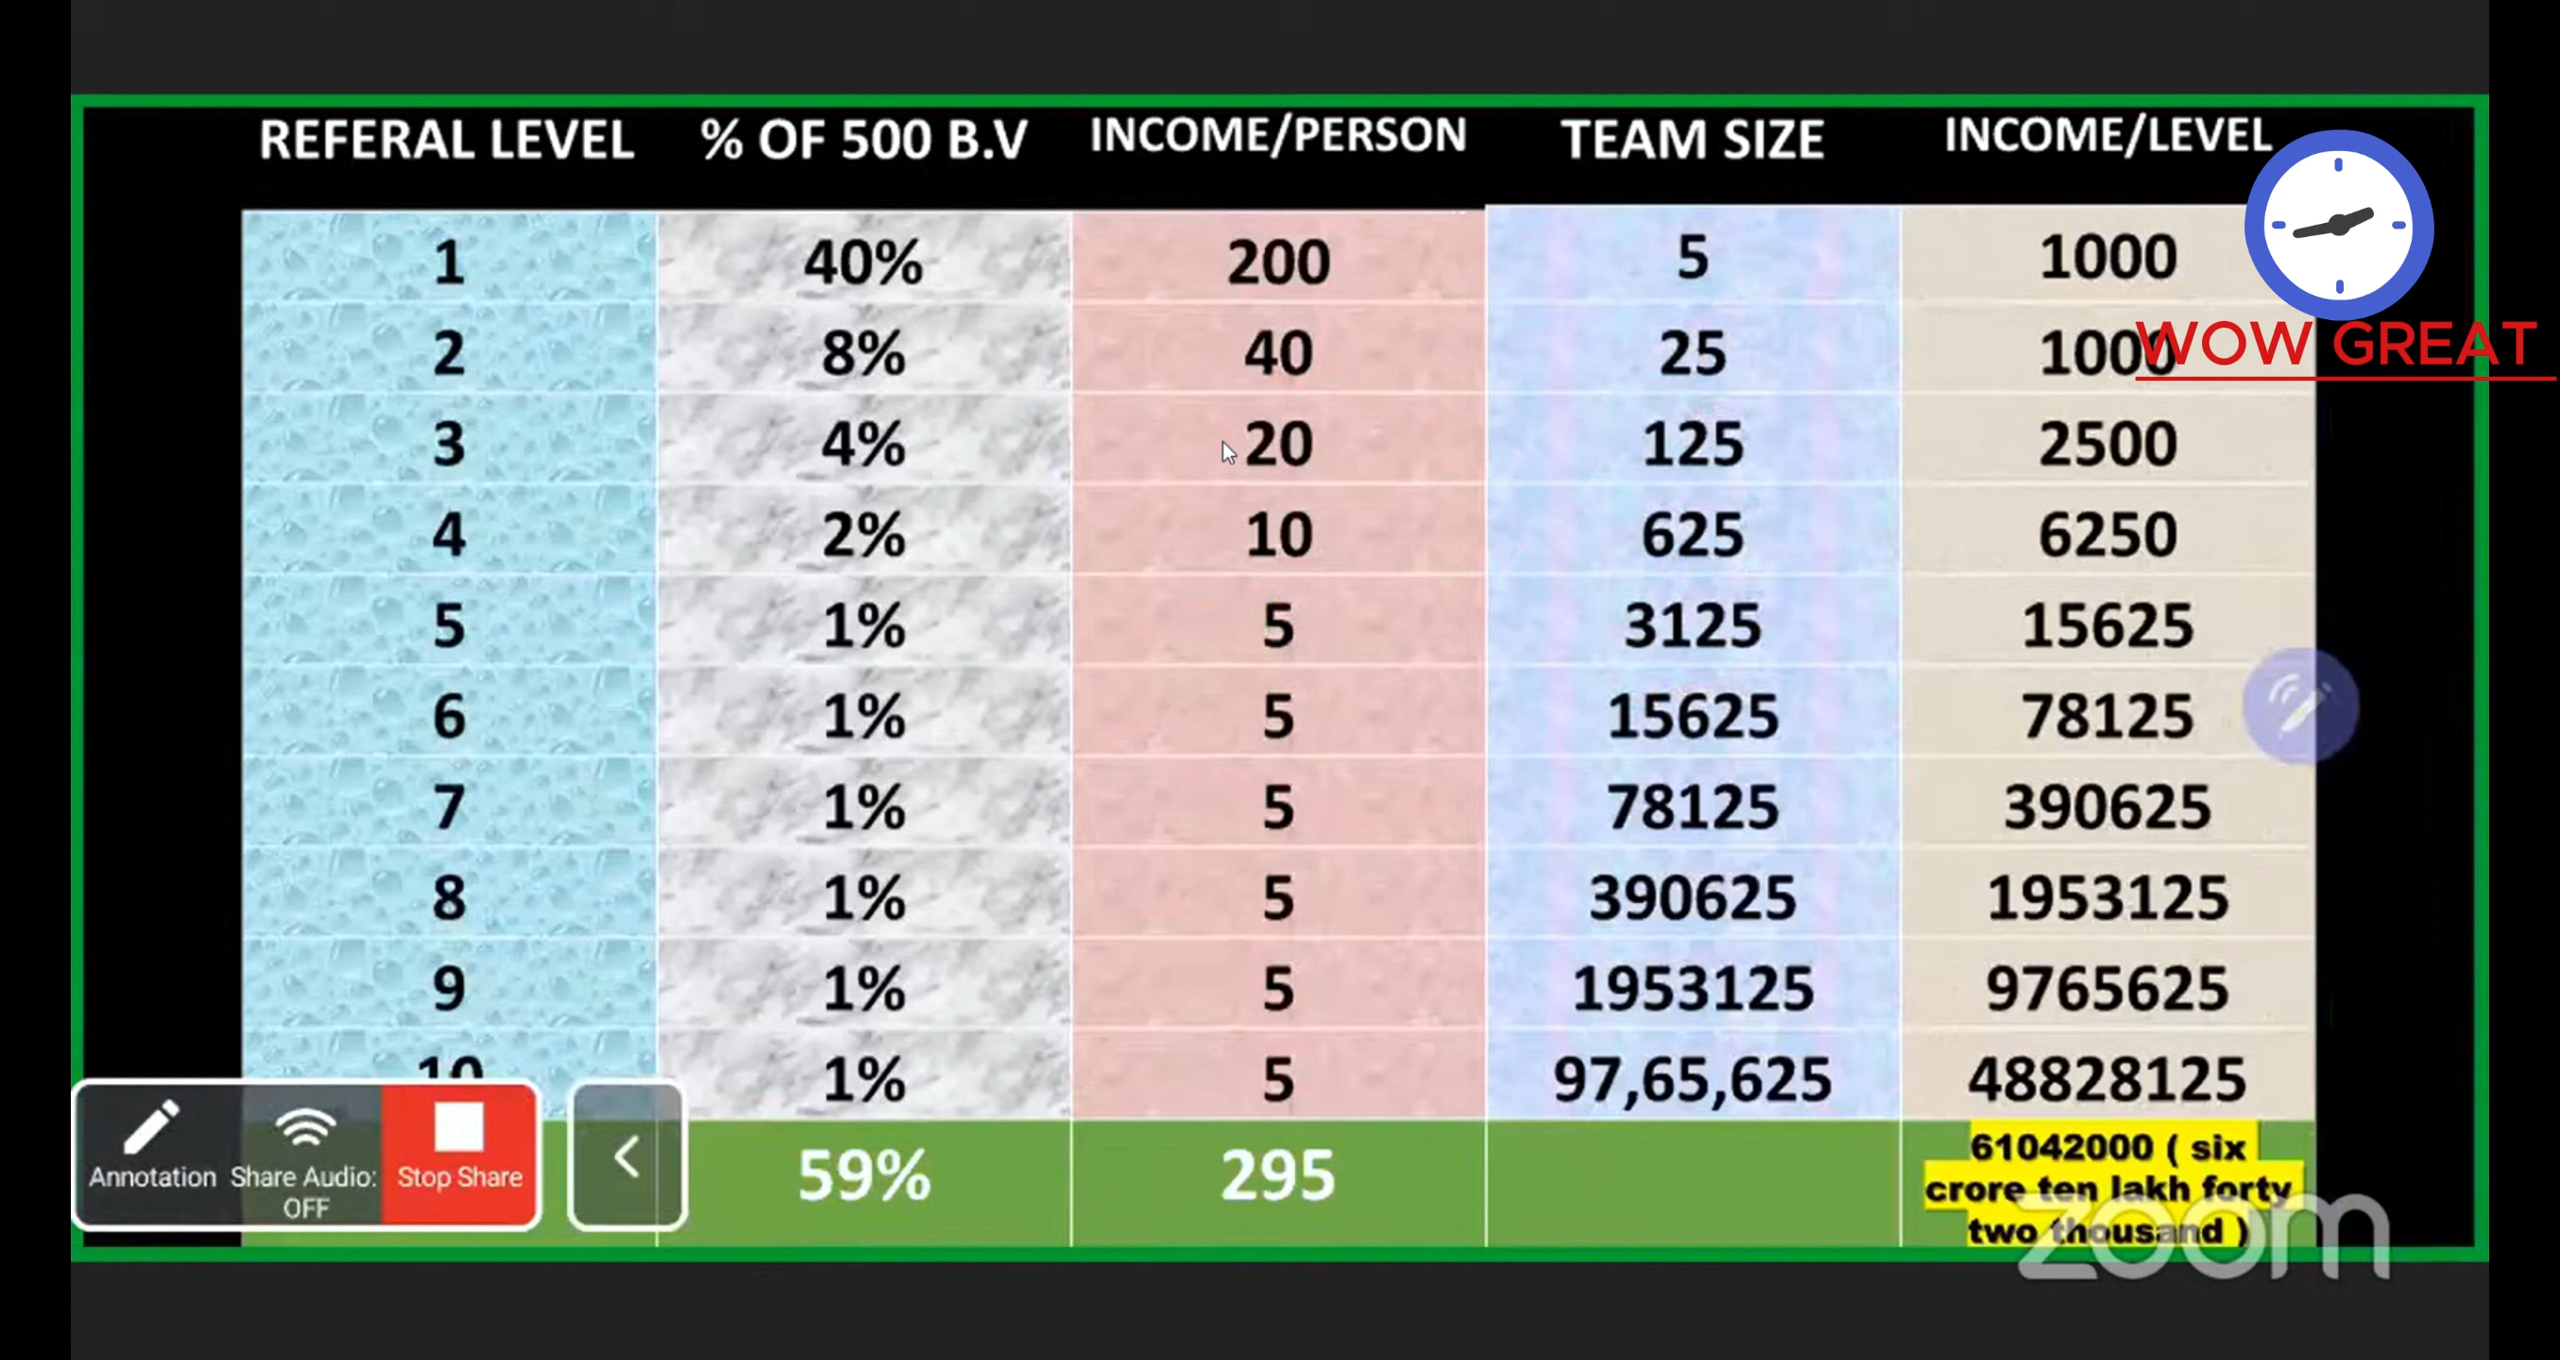 REFERAL LEVEL % OF 500 B.V INCOME/PERSON TEAM SIZE INCOME/LEVEL
1 40% 200 5 1000
2 8% 40 25 1000
WOW GREAT
3 4% 20 125 2500
4 2% 10 625 6250
5 1% 5 3125 15625
6 1% 5 15625 78125
7 1% 5 78125 390625
8 1% 5 390625 1953125
9 1% 5 1953125 9765625
10 1% 5 97,65,625 48828125
59% 295 61042000 ( six
crore ten lakh forty
two thousand )
Annotation Share Audio: Stop Share
OFF
zoom